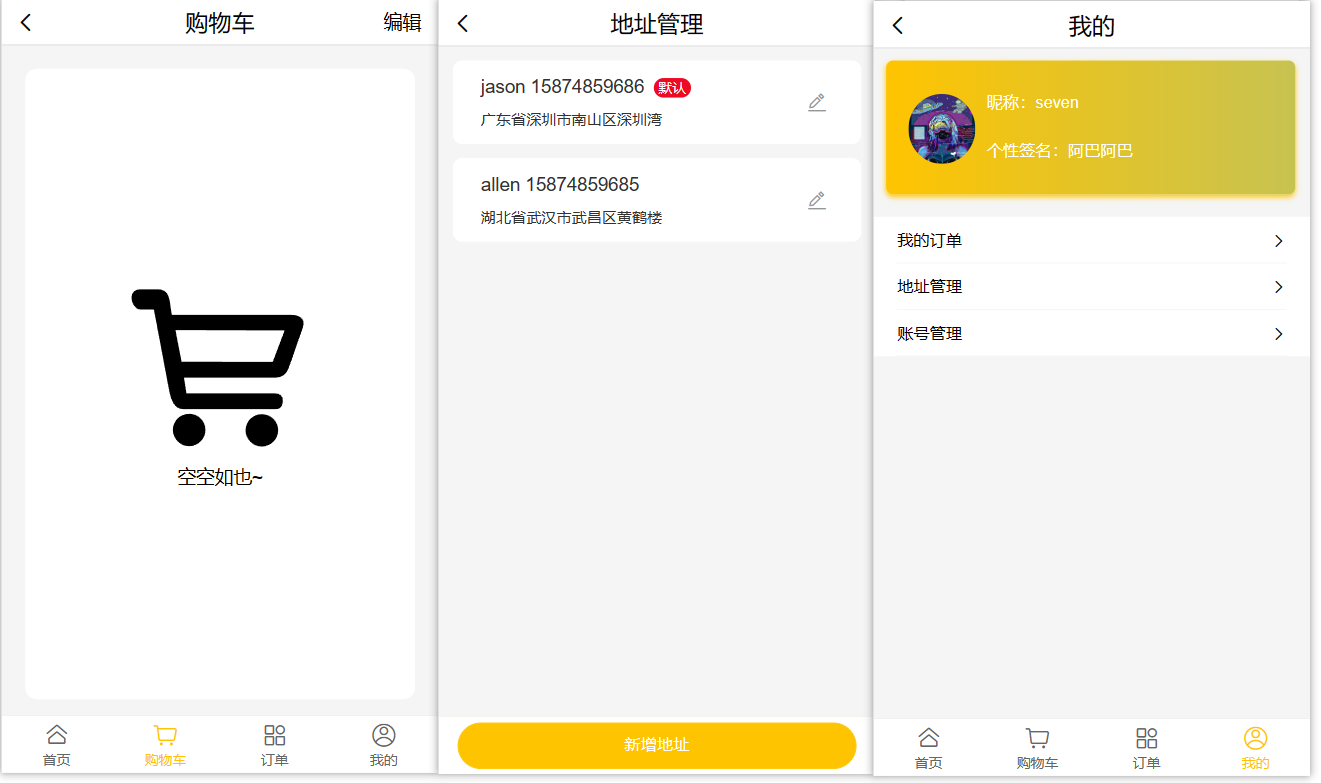 购物车
编辑
空空如也~
首页
购物车
订单
我的
地址管理
jason 15874859686 默认
广东省深圳市南山区深圳湾
allen 15874859685
湖北省武汉市武昌区黄鹤楼
新增地址
我的
昵称：seven
个性签名：阿巴阿巴
我的订单
地址管理
账号管理
首页
购物车
订单
我的